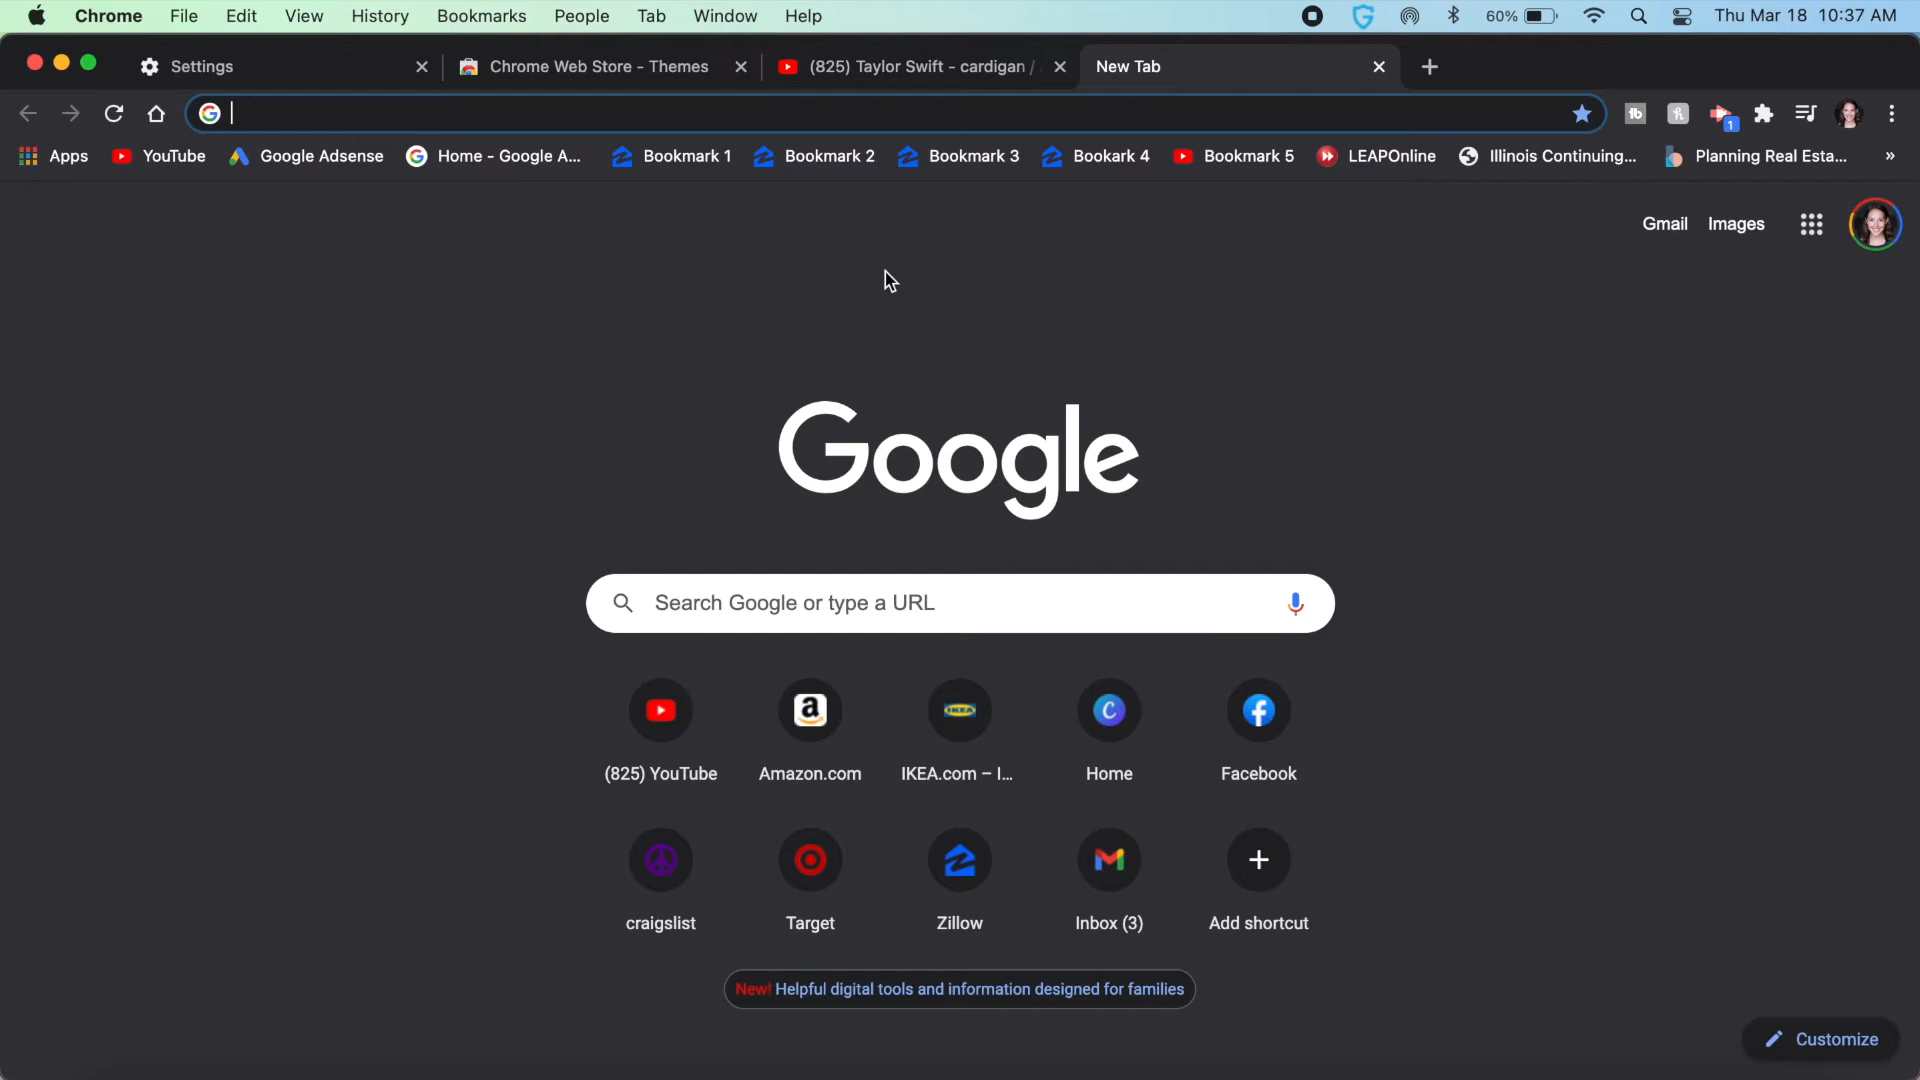 Chrome File Edit View History Bookmarks People Tab Window Help 60% Thu Mar 18 10:37 AM
Settings Chrome Web Store - Themes (825) Taylor Swift - cardigan / New Tab
1
Apps YouTube Google Adsense Home - Google A... Bookmark 1 Bookmark 2 Bookmark 3 Bookark 4 Bookmark 5 LEAPOnline Illinois Continuing... Planning Real Esta... »
Gmail Images
Google
Search Google or type a URL
(825) YouTube Amazon.com IKEA.com – I... Home Facebook
craigslist Target Zillow Inbox (3) Add shortcut
New! Helpful digital tools and information designed for families
Customize